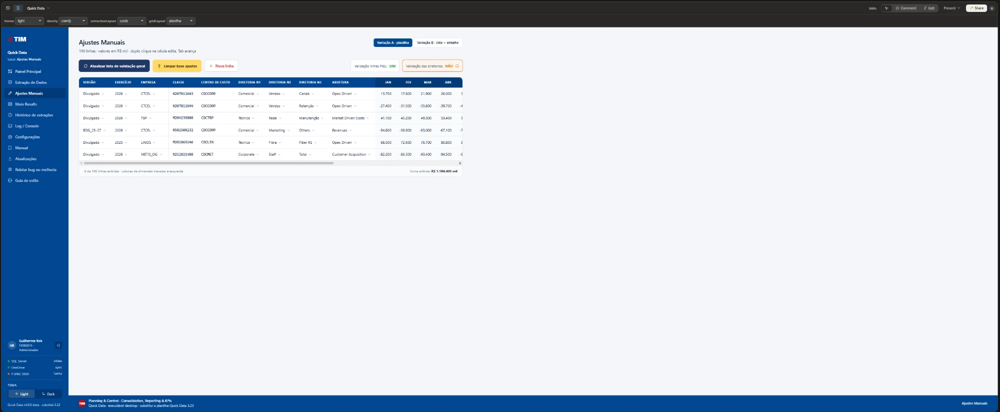 Quick Data
100%
Comment
Edit
Present
Share
G
theme light
density comfy
extractionLayout cards
gridLayout planilha
TIM
Quick Data
Local: Ajustes Manuais
Painel Principal
Extração de Dados
Ajustes Manuais
Main Results
Histórico de extrações
Log / Console
Configurações
Manual
Atualizações
Relatar bug ou melhoria
Guia de estilo
GK
Guilherme Kek
F8092874 ·
Administrador
SQL Server 142ms
OneDrive sync
F:\P&C 2026 lento
TEMA
Light Dark
Quick Data v4.0.0-beta · substitui 3.23
Ajustes Manuais
146 linhas · valores em R$ mil · duplo clique na célula edita, Tab avança
Variação A · planilha
Variação B · lista + detalhe
Atualizar lista de validação geral
Limpar base ajustes
+ Nova linha
Validação linhas P&L: SIM
Validação das diretorias: NÃO
VERSÃO EXERCÍCIO EMPRESA CLASSE CENTRO DE CUSTO DIRETORIA N1 DIRETORIA N2 DIRETORIA N3 ABERTURA JAN FEV MAR ABR
Divulgado 2026 CTCEL N207012643 CDCCORP Comercial Vendas Canais Opex Driven 13.700 17.800 21.900 26.000
Divulgado 2026 CTCEL N207012644 CDCCORP Comercial Vendas Retenção Opex Driven -27.400 -31.500 -35.600 -39.700
Divulgado 2026 TBP M204235080 CDCTBP Técnica Rede Manutenção Market Driven Costs 41.100 45.200 49.300 53.400
BDG_25-27 2026 CTCEL R501500232 CDCCORP Comercial Marketing Others Revenues -54.800 -58.900 -63.000 -67.100
Divulgado 2025 LINOS M201065146 CDCLIN Técnica Fibra Fiber RS Opex Driven 68.500 72.600 76.700 80.800
Divulgado 2026 METIS_OG N212021480 CDCMET Corporate Staff Total Customer Acquisition -82.200 -86.300 -90.400 -94.500
6 de 146 linhas exibidas · colunas de dimensão travadas à esquerda
Soma exibida: R$ 1.184.400 mil
TIM
Planning & Control · Consolidation, Reporting & KPIs
Quick Data · executável desktop · substitui a planilha Quick Data 3.23
Ajustes Manuais